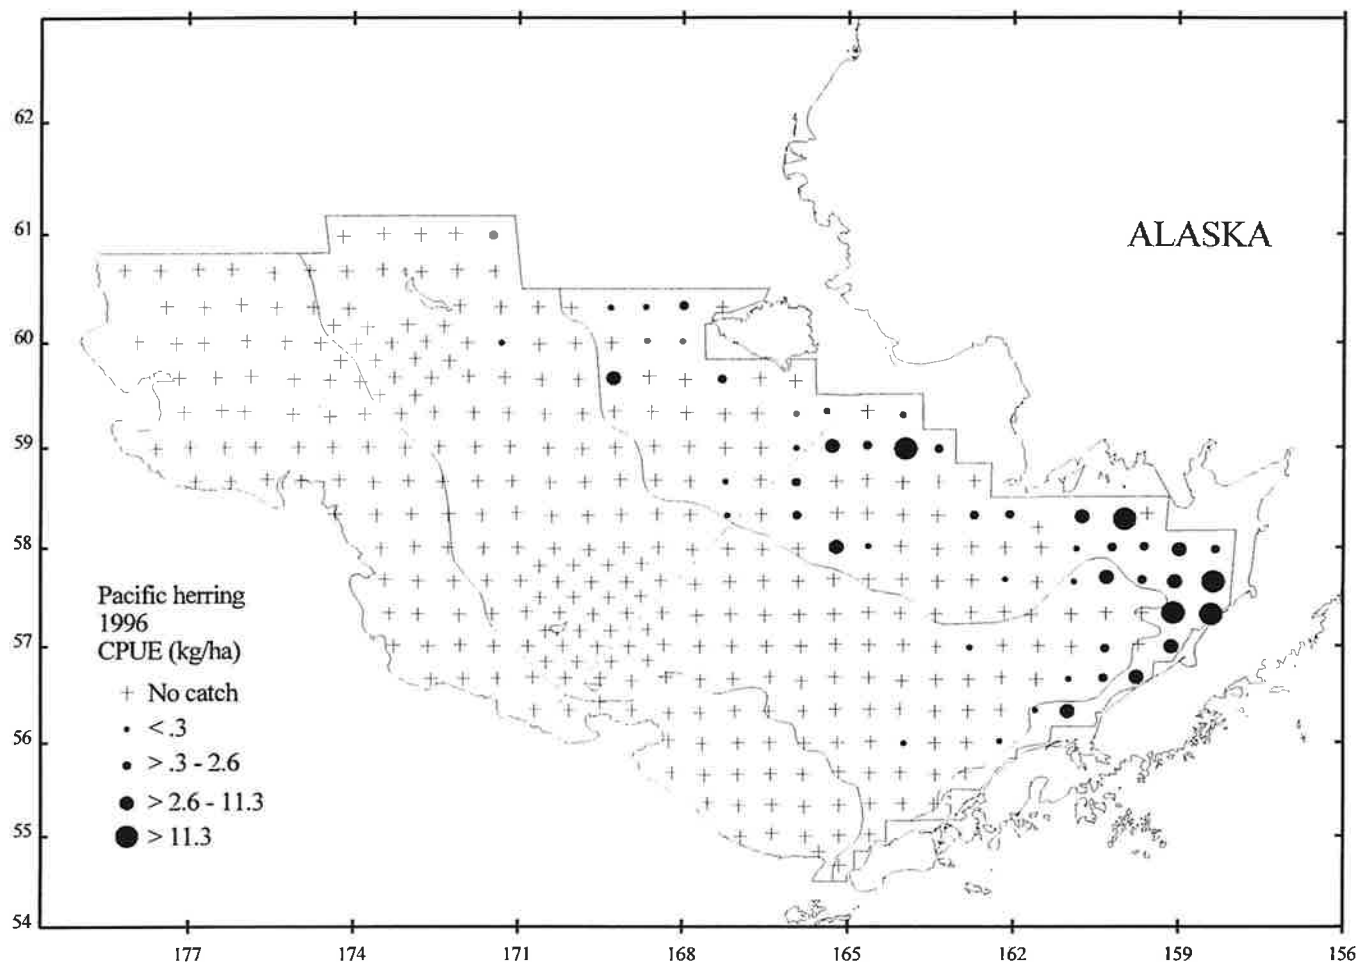 62
61
60
59
58
57
56
55
54
ALASKA
Pacific herring
1996
CPUE (kg/ha)
No catch
< .3
> .3 - 2.6
> 2.6 - 11.3
> 11.3
177 174 171 168 165 162 159 156